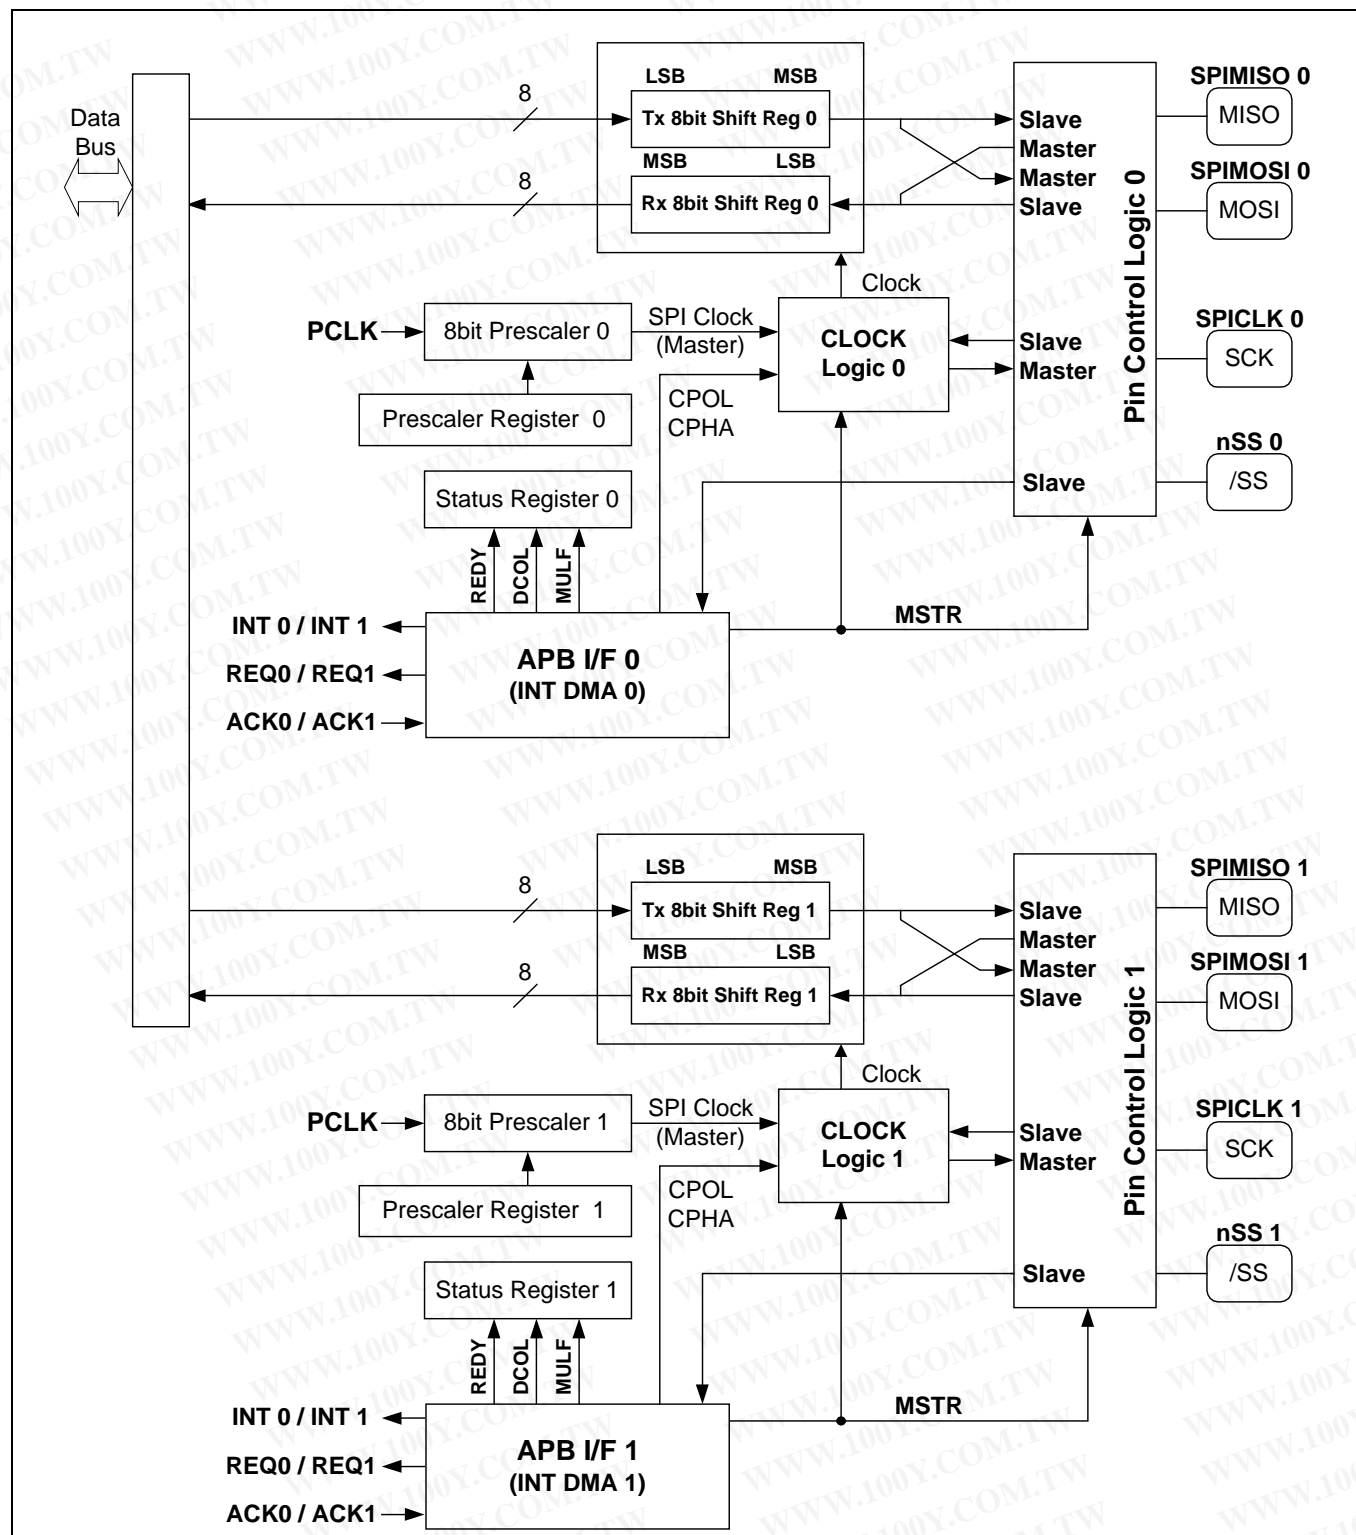 LSB MSB
SPIMISO 0
Data
Bus
8
Tx 8bit Shift Reg 0
Slave
MISO
Master
MSB LSB
Master
SPIMOSI 0
8
Rx 8bit Shift Reg 0
Slave
MOSI
Pin Control Logic 0
Clock
PCLK
8bit Prescaler 0
SPI Clock
(Master)
CLOCK
Logic 0
Slave
Master
SPICLK 0
SCK
Prescaler Register 0
CPOL
CPHA
nSS 0
Status Register 0
Slave
/SS
REDY
DCOL
MULF
INT 0 / INT 1
MSTR
REQ0 / REQ1
APB I/F 0
(INT DMA 0)
ACK0 / ACK1
LSB MSB
SPIMISO 1
8
Tx 8bit Shift Reg 1
Slave
MISO
Master
MSB LSB
Master
SPIMOSI 1
8
Rx 8bit Shift Reg 1
Slave
MOSI
Pin Control Logic 1
Clock
PCLK
8bit Prescaler 1
SPI Clock
(Master)
CLOCK
Logic 1
Slave
Master
SPICLK 1
SCK
Prescaler Register 1
CPOL
CPHA
nSS 1
Status Register 1
Slave
/SS
REDY
DCOL
MULF
INT 0 / INT 1
MSTR
REQ0 / REQ1
APB I/F 1
(INT DMA 1)
ACK0 / ACK1
WWW.100Y.COM.TW